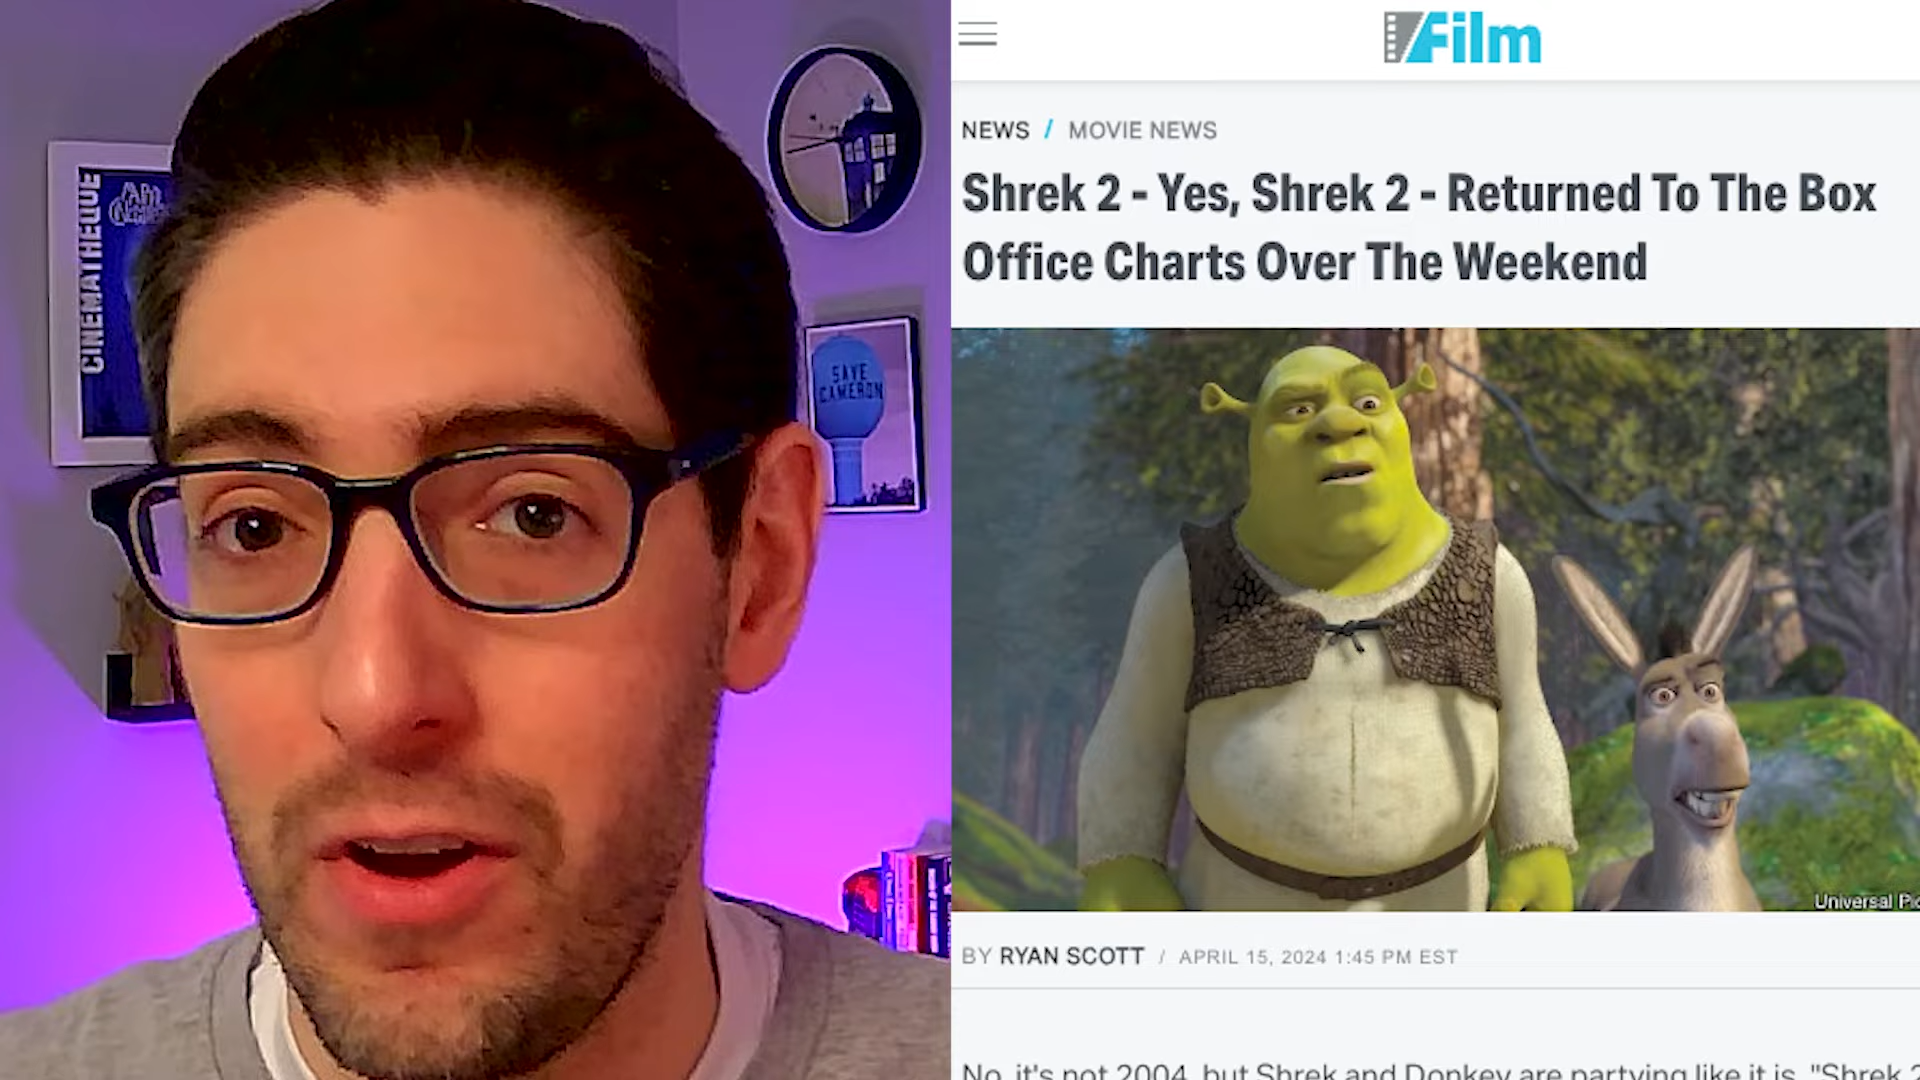 CINEMATHEQUE
SAVE
CAMERON
/Film
NEWS / MOVIE NEWS
Shrek 2 - Yes, Shrek 2 - Returned To The Box
Office Charts Over The Weekend
Universal Pic
BY RYAN SCOTT / APRIL 15, 2024 1:45 PM EST
No, it's not 2004, but Shrek and Donkey are partying like it is. "Shrek 2